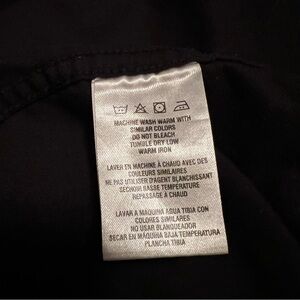 MACHINE WASH WARM WITH
SIMILAR COLORS
DO NOT BLEACH
TUMBLE DRY LOW
WARM IRON
LAVER EN MACHINE À CHAUD AVEC DES
COULEURS SIMILAIRES
NE PAS UTILISER D'AGENT BLANCHISSANT
SECHOIR BASSE TEMPÉRATURE
REPASSAGE À CHAUD
LAVAR A MAQUINA AGUA TIBIA CON
COLORES SIMILARES
NO USAR BLANQUEADOR
SECAR EN MÁQUINA BAJA TEMPERATURA
PLANCHA TIBIA